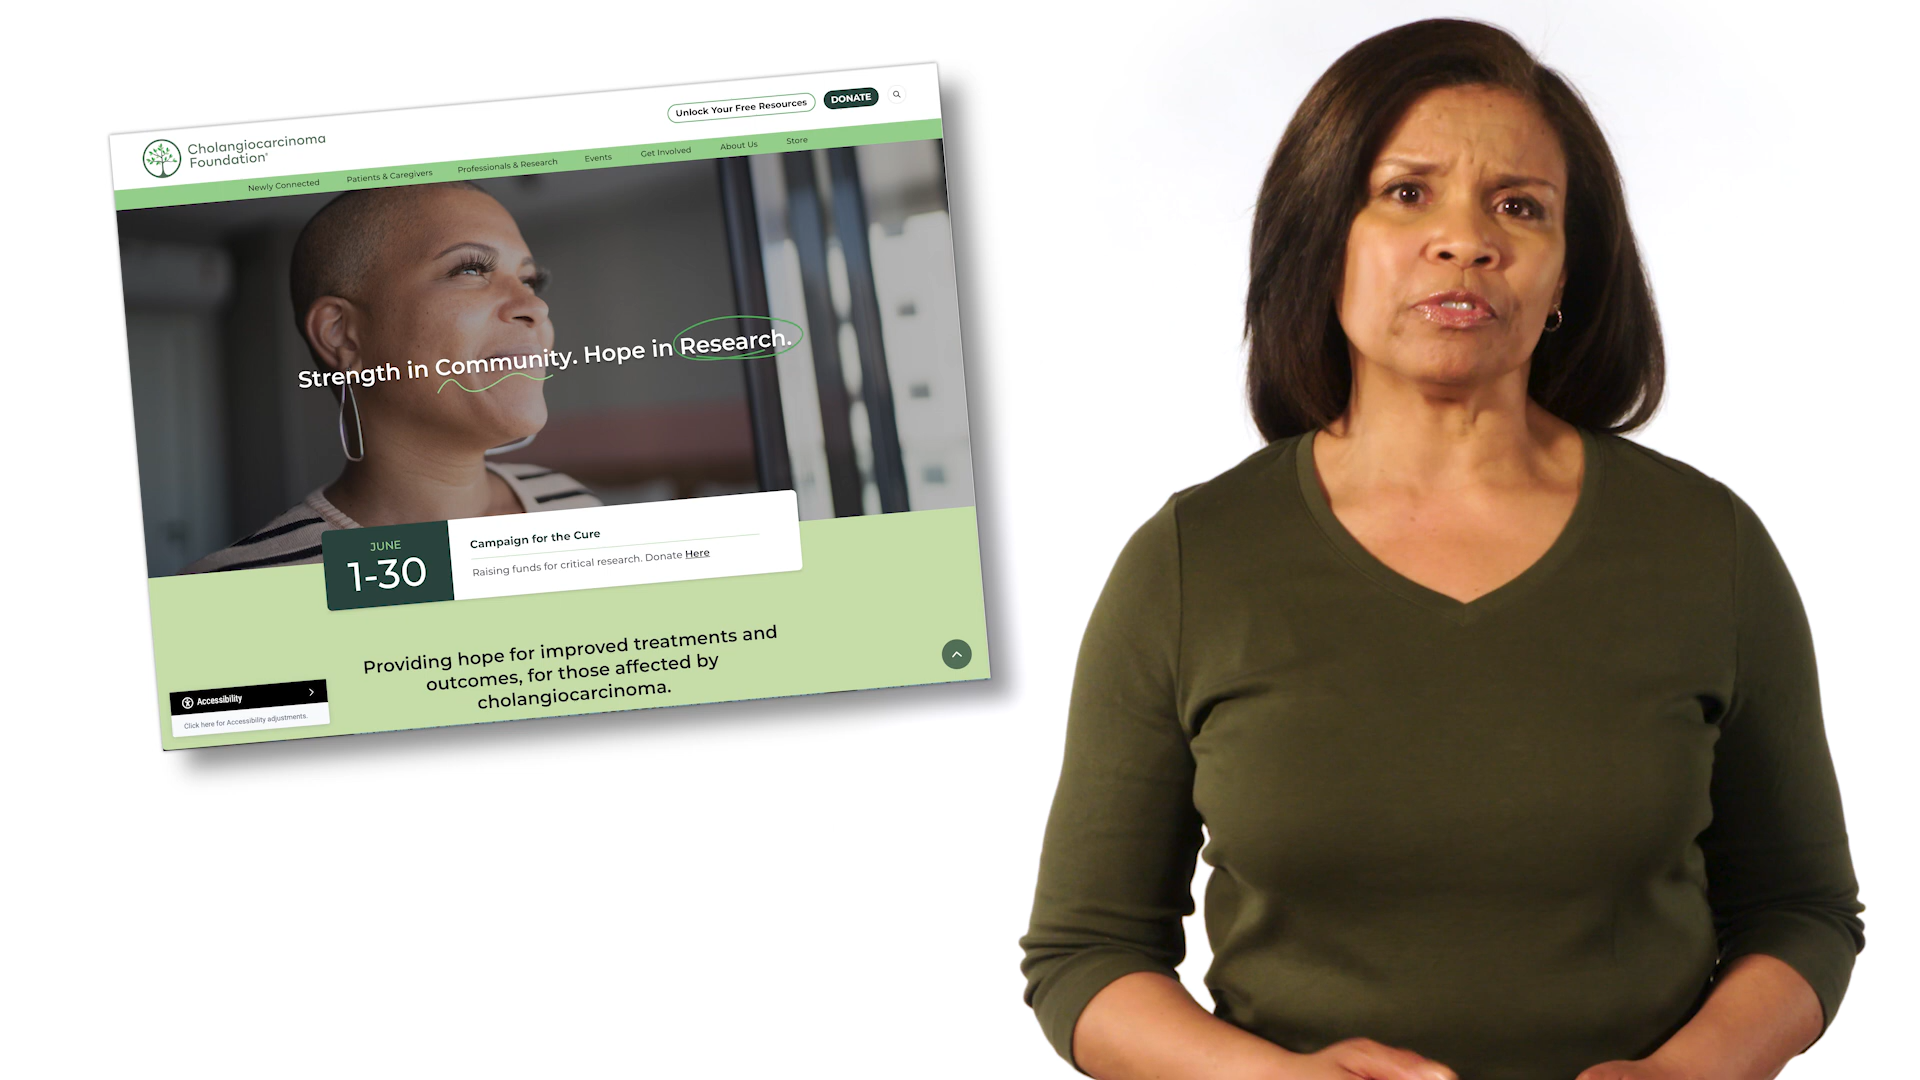 Unlock Your Free Resources
DONATE
Cholangiocarcinoma
Foundation®
Newly Connected
Patients & Caregivers
Professionals & Research
Events
Get Involved
About Us
Store
Strength in Community. Hope in Research.
JUNE
1-30
Campaign for the Cure
Raising funds for critical research. Donate Here
Providing hope for improved treatments and
outcomes, for those affected by
cholangiocarcinoma.
Accessibility
Click here for Accessibility adjustments.